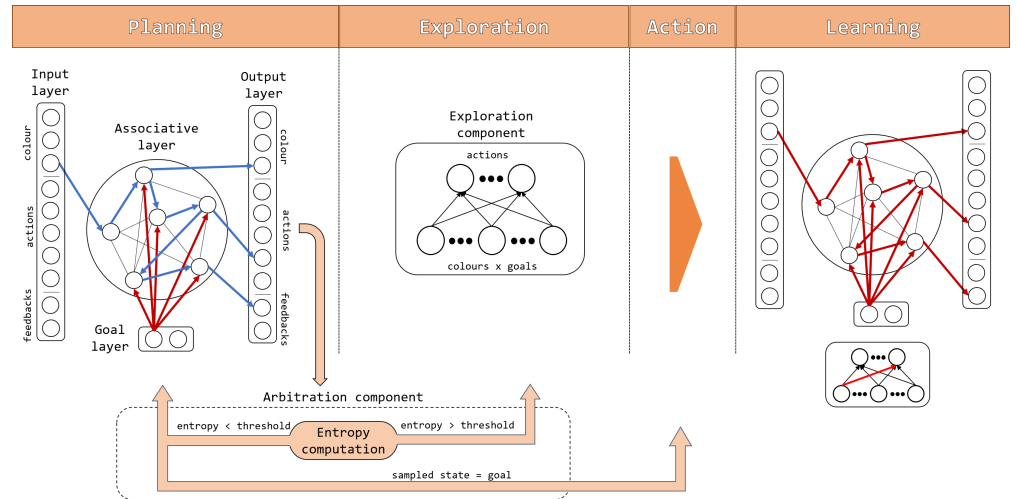 Planning
Exploration
Action
Learning
Input
layer
Output
layer
Associative
layer
colour
actions
feedbacks
colour
actions
feedbacks
Goal
layer
Exploration
component
actions
colours x goals
Arbitration component
entropy < threshold
Entropy
computation
entropy > threshold
sampled state = goal